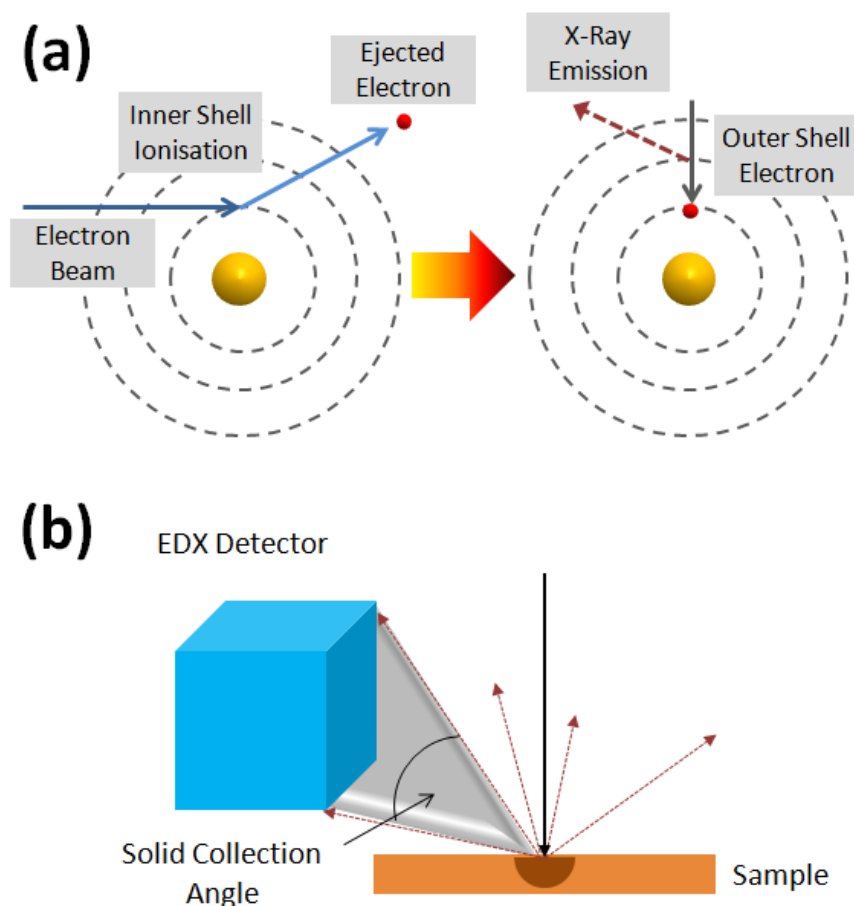 (a)
Ejected
Electron
Inner Shell
Ionisation
Electron
Beam
X-Ray
Emission
Outer Shell
Electron
(b)
EDX Detector
Solid Collection
Angle
Sample